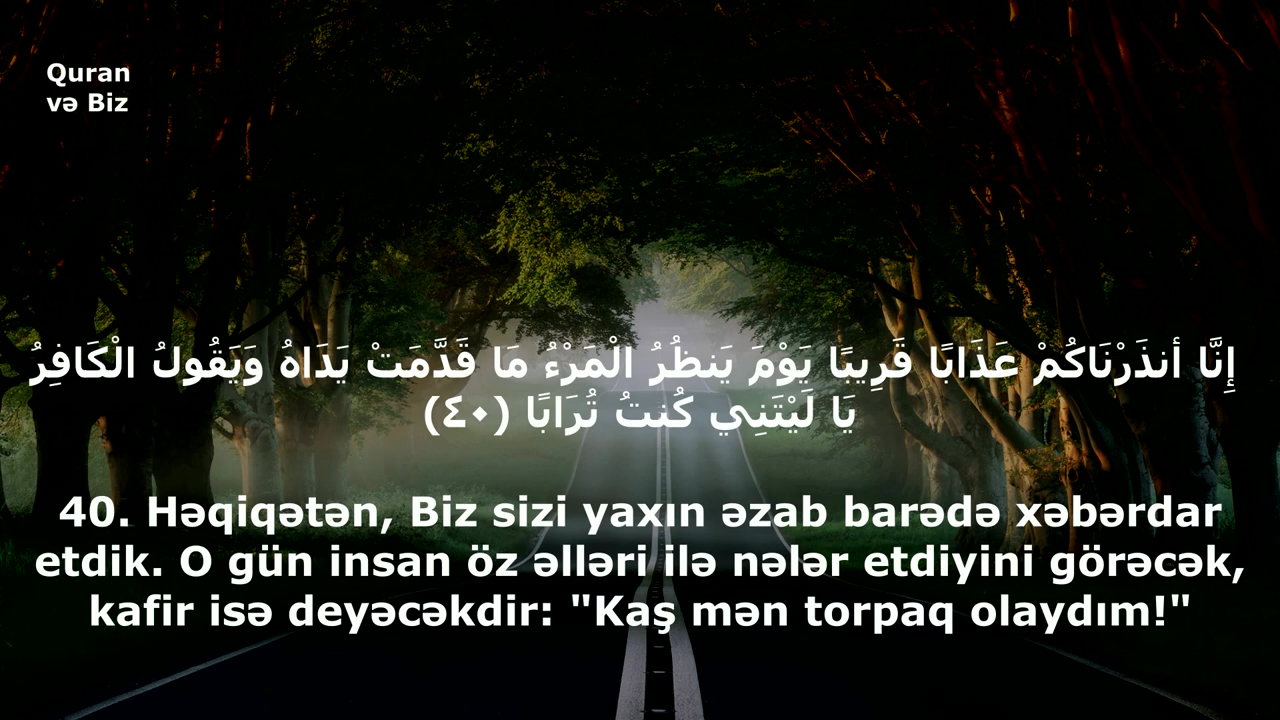 Quran
və Biz
إِنَّا أنذَرْنَاكُمْ عَذَابًا قَرِيبًا يَوْمَ يَنظُرُ الْمَرْءُ مَا قَدَّمَتْ يَدَاهُ وَيَقُولُ الْكَافِرُ
يَا لَيْتَنِي كُنتُ تُرَابًا (٤٠)
40. Həqiqətən, Biz sizi yaxın əzab barədə xəbərdar
etdik. O gün insan öz əlləri ilə nələr etdiyini görəcək,
kafir isə deyəcəkdir: "Kaş mən torpaq olaydım!"